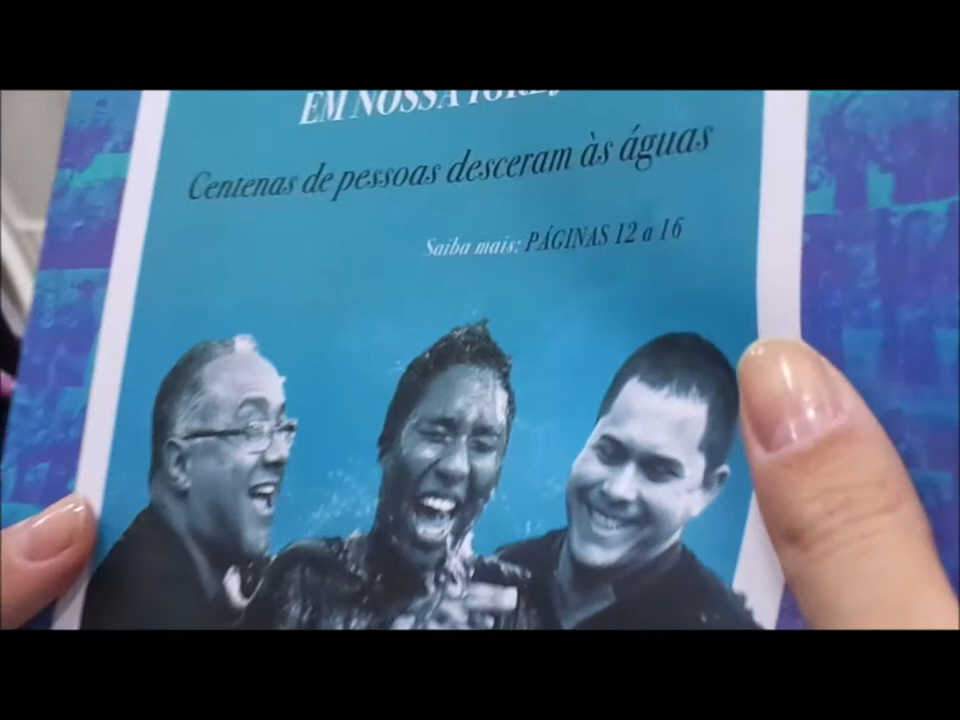 EM NOSSA
Centenas de pessoas desceram às águas
Saiba mais: PÁGINAS 12 a 16